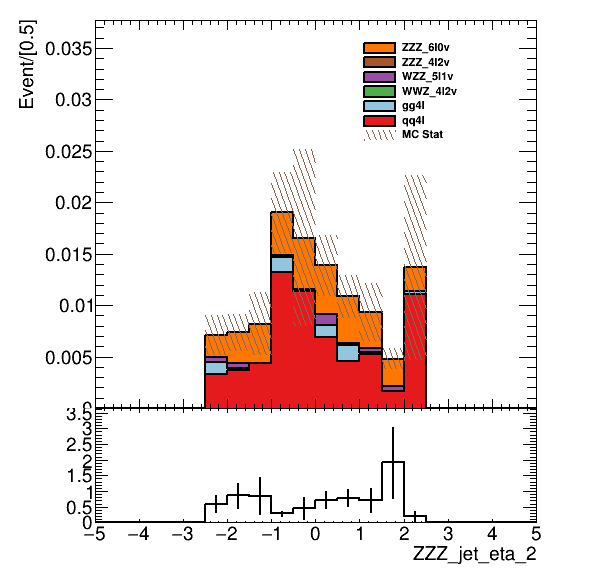 Event/[0.5]
0.035
0.03
0.025
0.02
0.015
0.01
0.005
0
ZZZ_6l0v
ZZZ_4l2v
WZZ_5l1v
WWZ_4l2v
gg4l
qq4l
MC Stat
3.5
3
2.5
2
1.5
1
0.5
0
−5 −4 −3 −2 −1 0 1 2 3 4 5
ZZZ_jet_eta_2